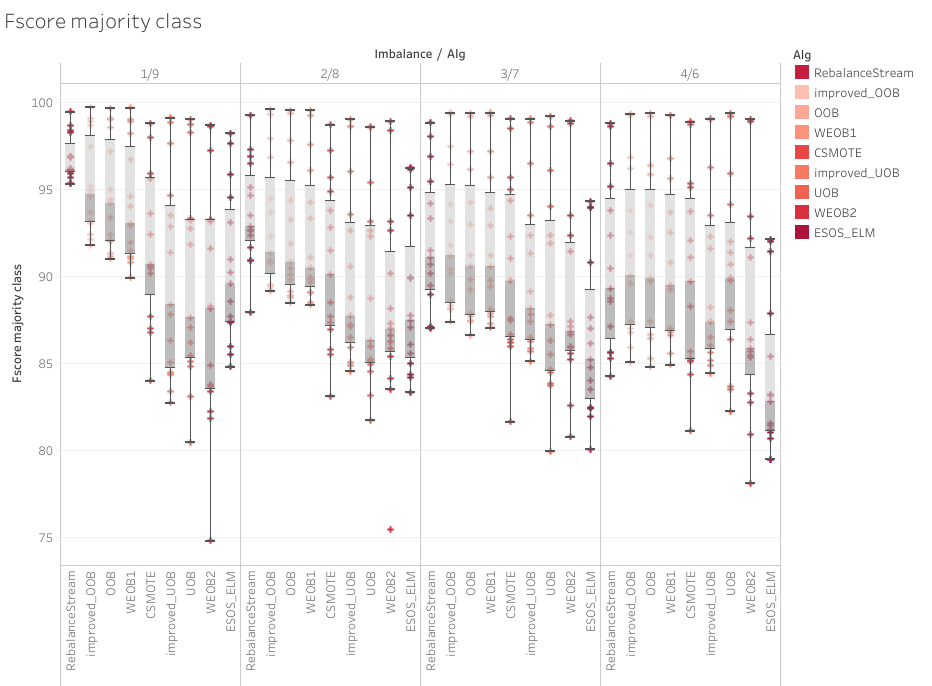 Fscore majority class
Imbalance / Alg
1/9 2/8 3/7 4/6
Fscore majority class
100
95
90
85
80
75
RebalanceStream
improved_OOB
OOB
WEOB1
CSMOTE
improved_UOB
UOB
WEOB2
ESOS_ELM
RebalanceStream
improved_OOB
OOB
WEOB1
CSMOTE
improved_UOB
UOB
WEOB2
ESOS_ELM
RebalanceStream
improved_OOB
OOB
WEOB1
CSMOTE
improved_UOB
UOB
WEOB2
ESOS_ELM
RebalanceStream
improved_OOB
OOB
WEOB1
CSMOTE
improved_UOB
UOB
WEOB2
ESOS_ELM
Alg
RebalanceStream
improved_OOB
OOB
WEOB1
CSMOTE
improved_UOB
UOB
WEOB2
ESOS_ELM